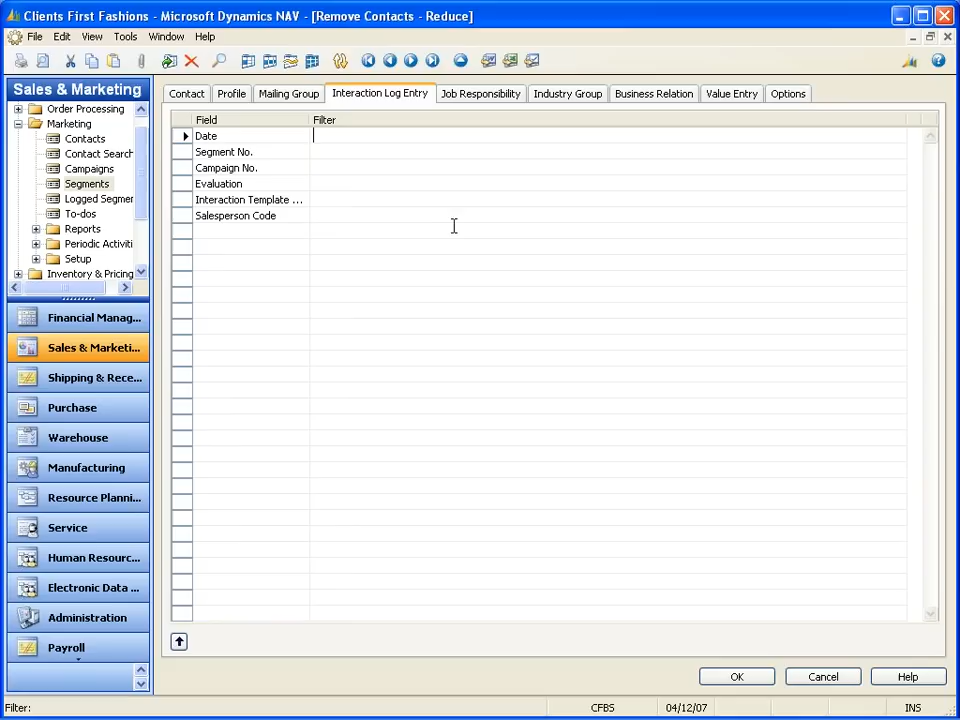 Clients First Fashions - Microsoft Dynamics NAV - [Remove Contacts - Reduce]
File Edit View Tools Window Help
Sales & Marketing
Order Processing
Marketing
Contacts
Contact Search
Campaigns
Segments
Logged Segmer
To-dos
Reports
Periodic Activiti
Setup
Inventory & Pricing
Financial Manag...
Sales & Marketi...
Shipping & Rece...
Purchase
Warehouse
Manufacturing
Resource Planni...
Service
Human Resourc...
Electronic Data ...
Administration
Payroll
Contact Profile Mailing Group Interaction Log Entry Job Responsibility Industry Group Business Relation Value Entry Options
Field Filter
Date
Segment No.
Campaign No.
Evaluation
Interaction Template ...
Salesperson Code
OK Cancel Help
Filter: CFBS 04/12/07 INS